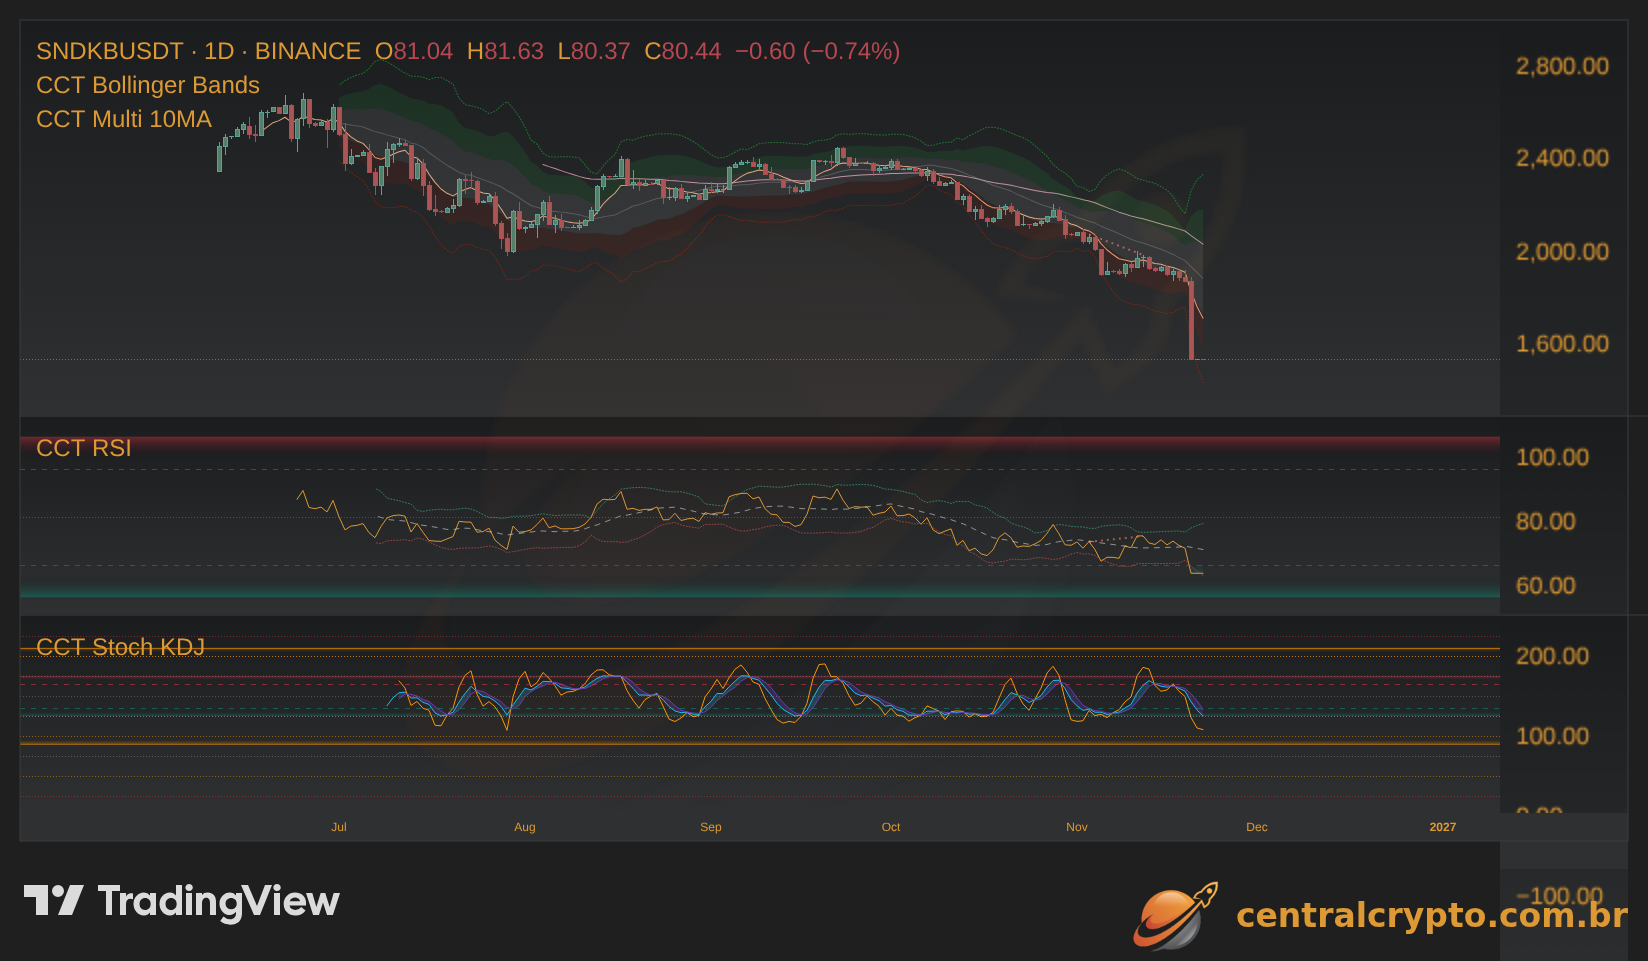 SNDKBUSDT · 1D · BINANCE O81.04 H81.63 L80.37 C80.44 −0.60 (−0.74%)
CCT Bollinger Bands
CCT Multi 10MA
2,800.00
2,400.00
2,000.00
1,600.00
CCT RSI
100.00
80.00
60.00
CCT Stoch KDJ
200.00
100.00
0.00
Jul Aug Sep Oct Nov Dec 2027
−100.00
TradingView
centralcrypto.com.br